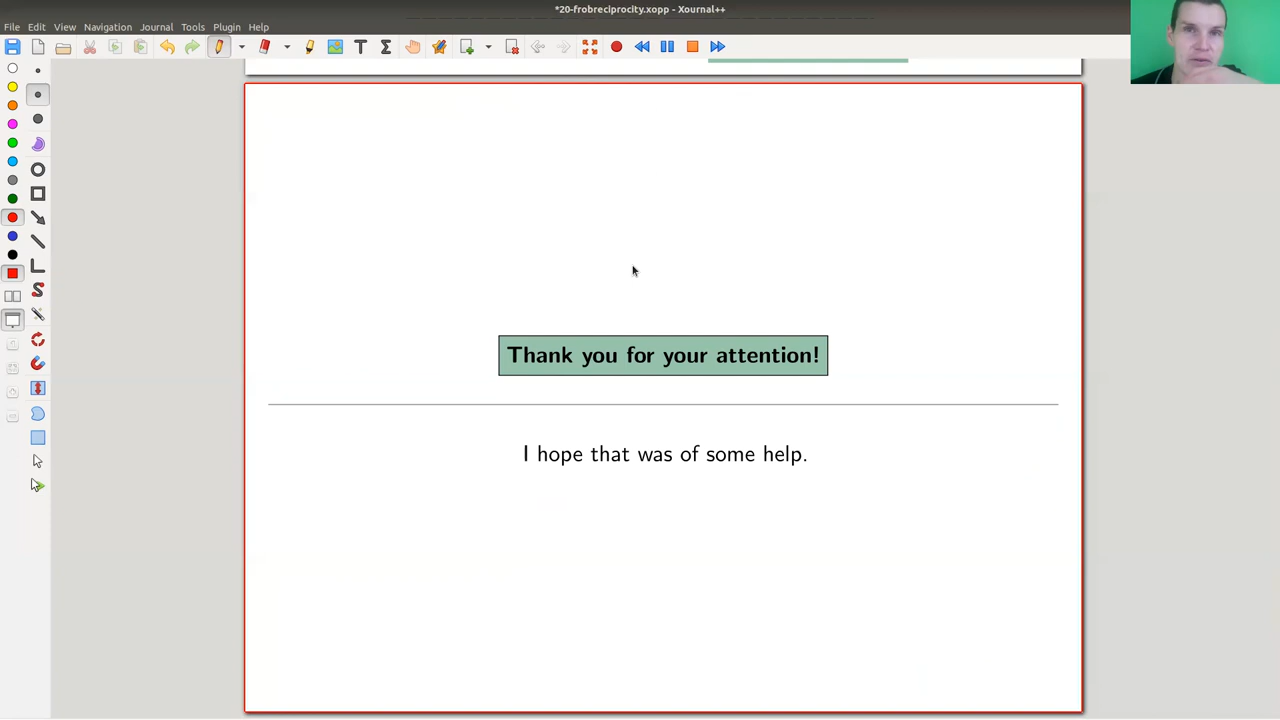 *20-frobreciprocity.xopp - Xournal++
File Edit View Navigation Journal Tools Plugin Help
Thank you for your attention!
I hope that was of some help.